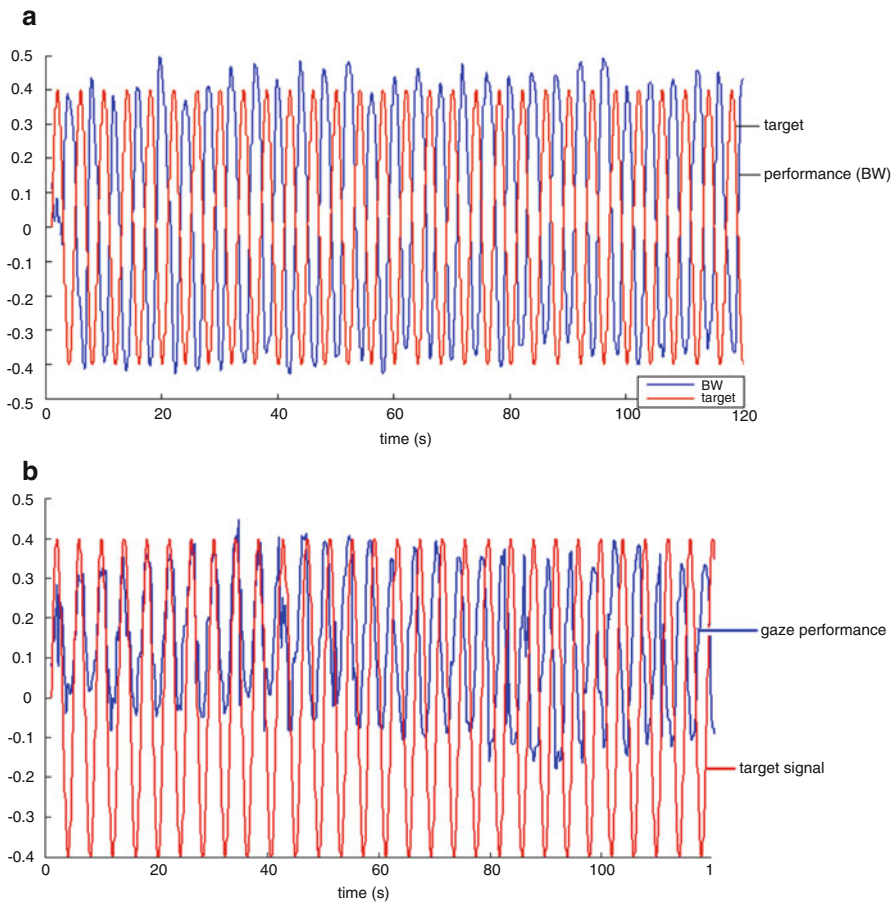 a
0.5
0.4
0.3
0.2
0.1
0
-0.1
-0.2
-0.3
-0.4
-0.5
target
performance (BW)
BW
target
0 20 40 60 80 100 120
time (s)
b
0.5
0.4
0.3
0.2
0.1
0
-0.1
-0.2
-0.3
-0.4
gaze performance
target signal
0 20 40 60 80 100 1
time (s)